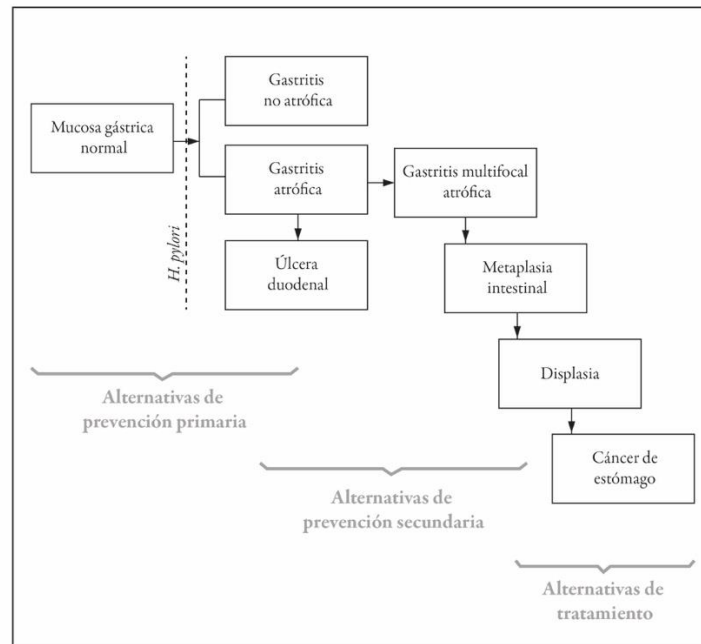 Gastritis
no atrófica
Mucosa gástrica
normal
Gastritis
atrófica
Gastritis multifocal
atrófica
H. pylori
Úlcera
duodenal
Metaplasia
intestinal
Displasia
Alternativas de
prevención primaria
Cáncer de
estómago
Alternativas de
prevención secundaria
Alternativas de
tratamiento